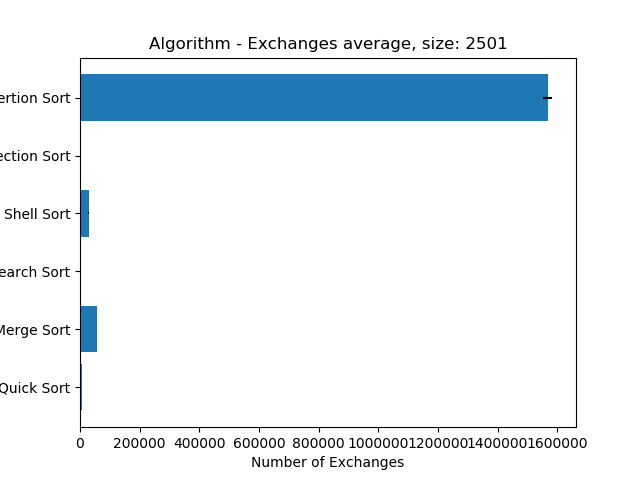 Algorithm - Exchanges average, size: 2501
ertion Sort
ection Sort
Shell Sort
earch Sort
Merge Sort
Quick Sort
0 200000 400000 600000 800000 1000000 1200000 1400000 1600000
Number of Exchanges